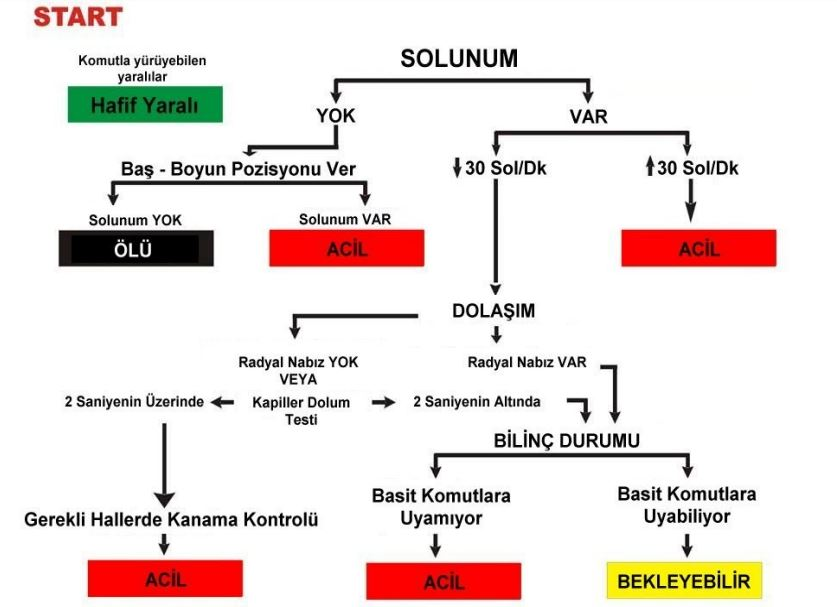 START
Komutla yürüyebilen
yaralılar
Hafif Yaralı
SOLUNUM
YOK
VAR
Baş - Boyun Pozisyonu Ver
30 Sol/Dk
30 Sol/Dk
Solunum YOK
Solunum VAR
ÖLÜ
ACİL
ACİL
DOLAŞIM
Radyal Nabız YOK
VEYA
Radyal Nabız VAR
2 Saniyenin Üzerinde
Kapiller Dolum
Testi
2 Saniyenin Altında
BİLİNÇ DURUMU
Gerekli Hallerde Kanama Kontrolü
Basit Komutlara
Uyamıyor
Basit Komutlara
Uyabiliyor
ACİL
ACİL
BEKLEYEBİLİR